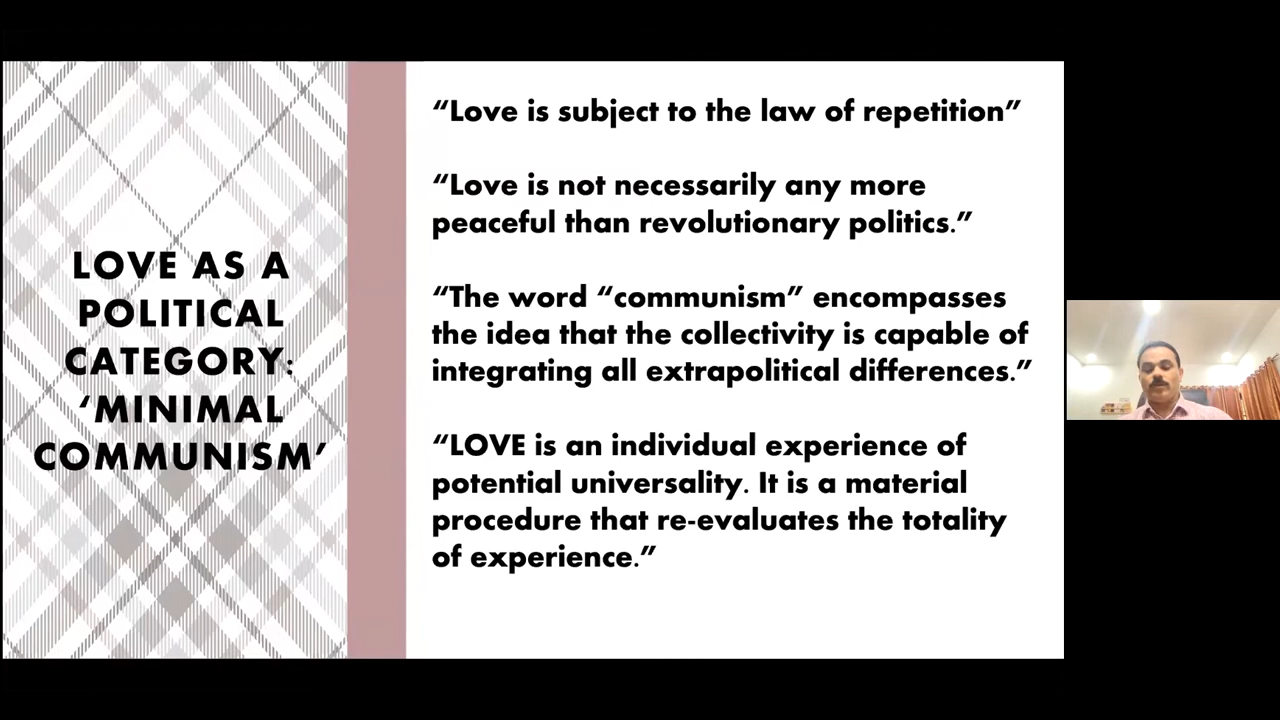 LOVE AS A
POLITICAL
CATEGORY:
‘MINIMAL
COMMUNISM’
“Love is subject to the law of repetition”
“Love is not necessarily any more
peaceful than revolutionary politics.”
“The word “communism” encompasses
the idea that the collectivity is capable of
integrating all extrapolitical differences.”
“LOVE is an individual experience of
potential universality. It is a material
procedure that re-evaluates the totality
of experience.”